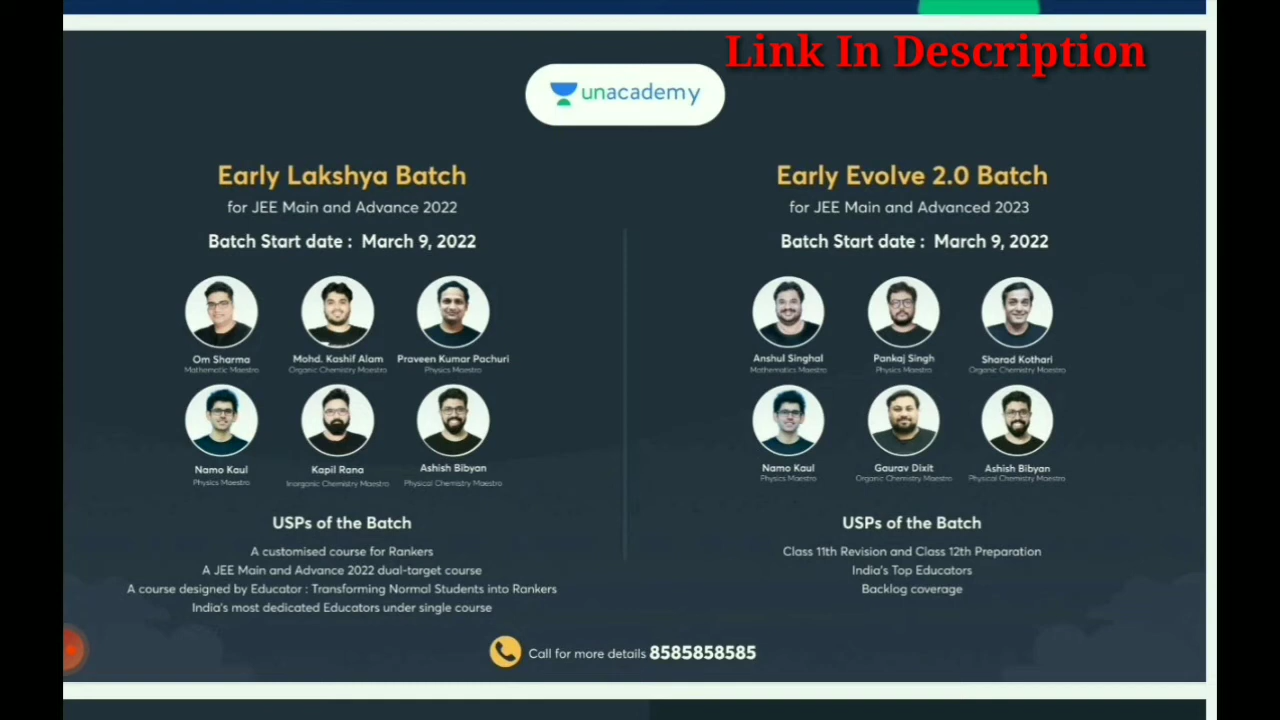 Link In Description
unacademy
Early Lakshya Batch
for JEE Main and Advance 2022
Batch Start date : March 9, 2022
Om Sharma
Mathematic Maestro
Mohd. Kashif Alam
Organic Chemistry Maestro
Praveen Kumar Pachuri
Physics Maestro
Namo Kaul
Physics Maestro
Kapil Rana
Inorganic Chemistry Maestro
Ashish Bibyan
Physical Chemistry Maestro
USPs of the Batch
A customised course for Rankers
A JEE Main and Advance 2022 dual-target course
A course designed by Educator : Transforming Normal Students into Rankers
India's most dedicated Educators under single course
Early Evolve 2.0 Batch
for JEE Main and Advanced 2023
Batch Start date : March 9, 2022
Anshul Singhal
Mathematics Maestro
Pankaj Singh
Physics Maestro
Sharad Kothari
Organic Chemistry Maestro
Namo Kaul
Physics Maestro
Gaurav Dixit
Organic Chemistry Maestro
Ashish Bibyan
Physical Chemistry Maestro
USPs of the Batch
Class 11th Revision and Class 12th Preparation
India's Top Educators
Backlog coverage
Call for more details 8585858585